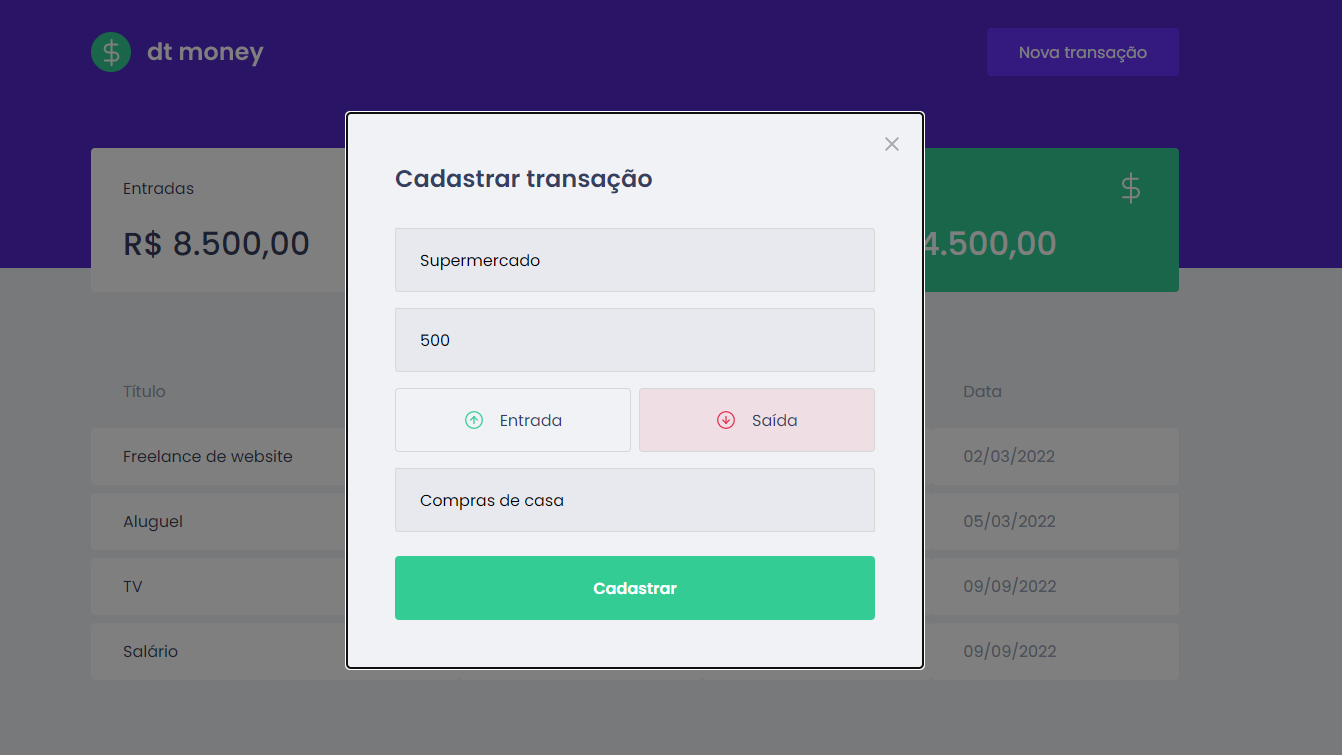 $ dt money
Nova transação
Cadastrar transação
Entradas
$
R$ 8.500,00
4.500,00
Supermercado
500
Entrada
Saída
Compras de casa
Cadastrar
Título
Data
Freelance de website
02/03/2022
Aluguel
05/03/2022
TV
09/09/2022
Salário
09/09/2022